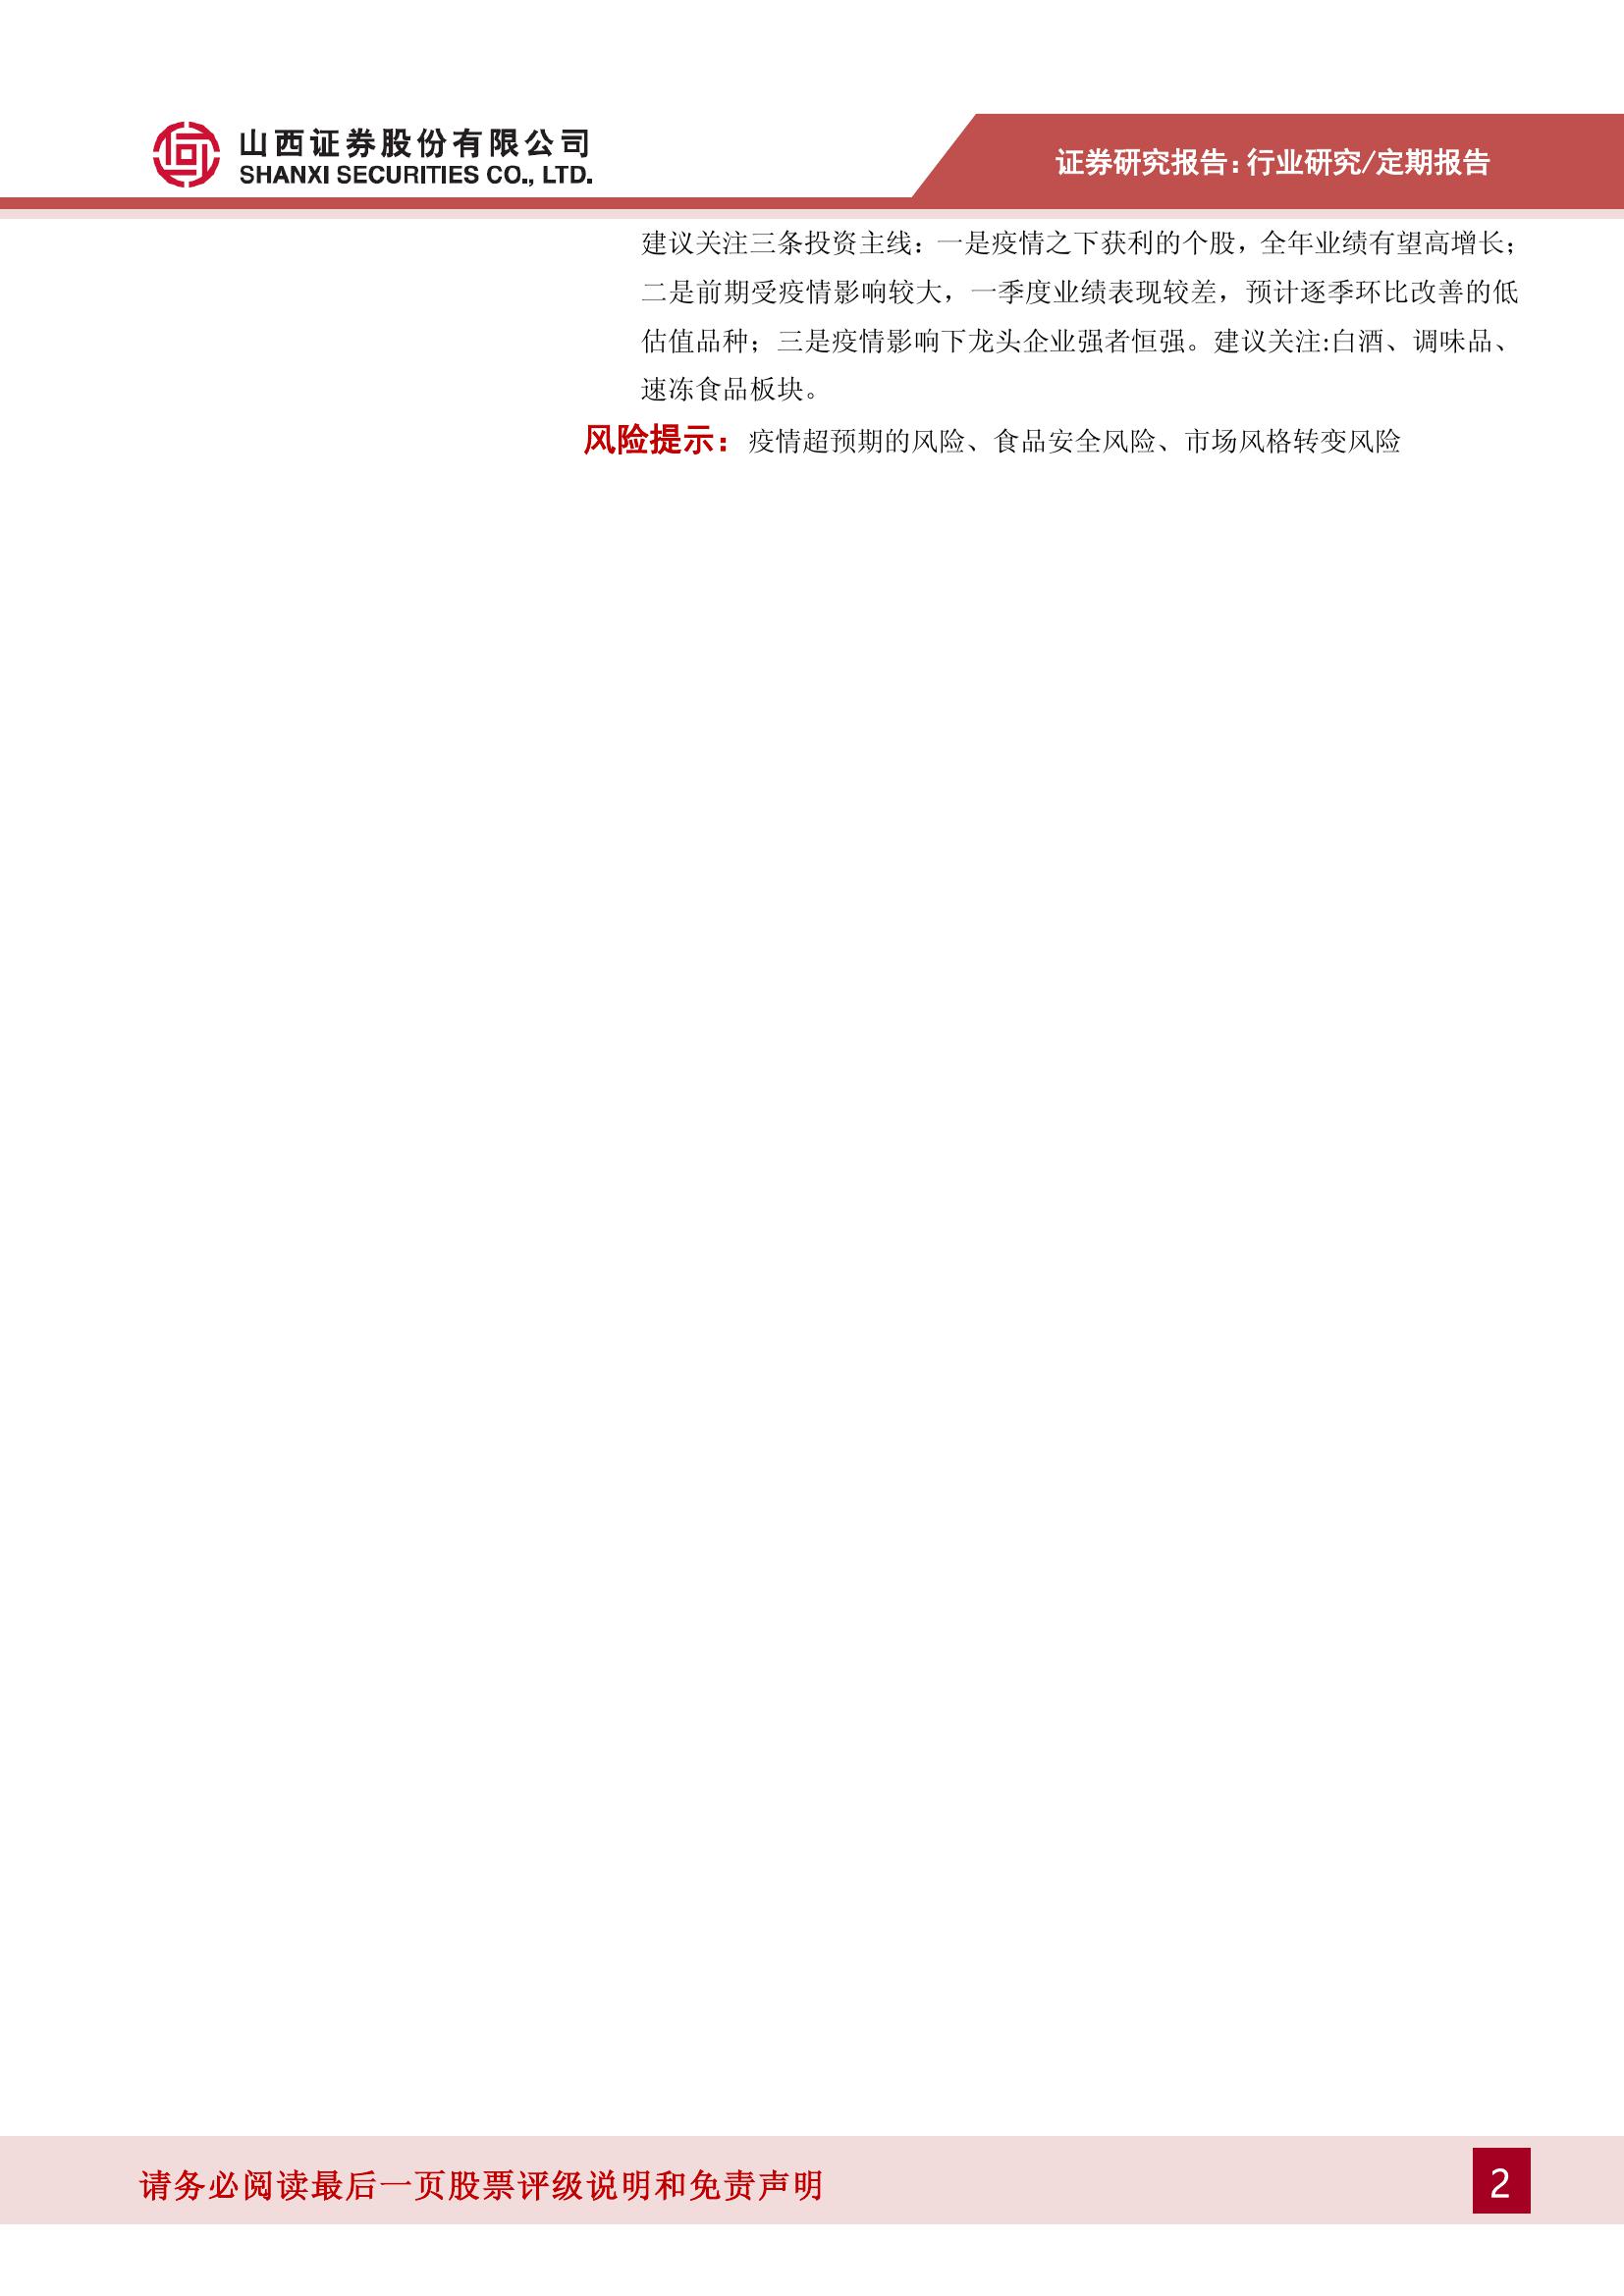 山西证券股份有限公司
SHANXI SECURITIES CO., LTD.
证券研究报告：行业研究/定期报告
建议关注三条投资主线：一是疫情之下获利的个股，全年业绩有望高增长；
二是前期受疫情影响较大，一季度业绩表现较差，预计逐季环比改善的低
估值品种；三是疫情影响下龙头企业强者恒强。建议关注:白酒、调味品、
速冻食品板块。
风险提示：疫情超预期的风险、食品安全风险、市场风格转变风险
请务必阅读最后一页股票评级说明和免责声明
2